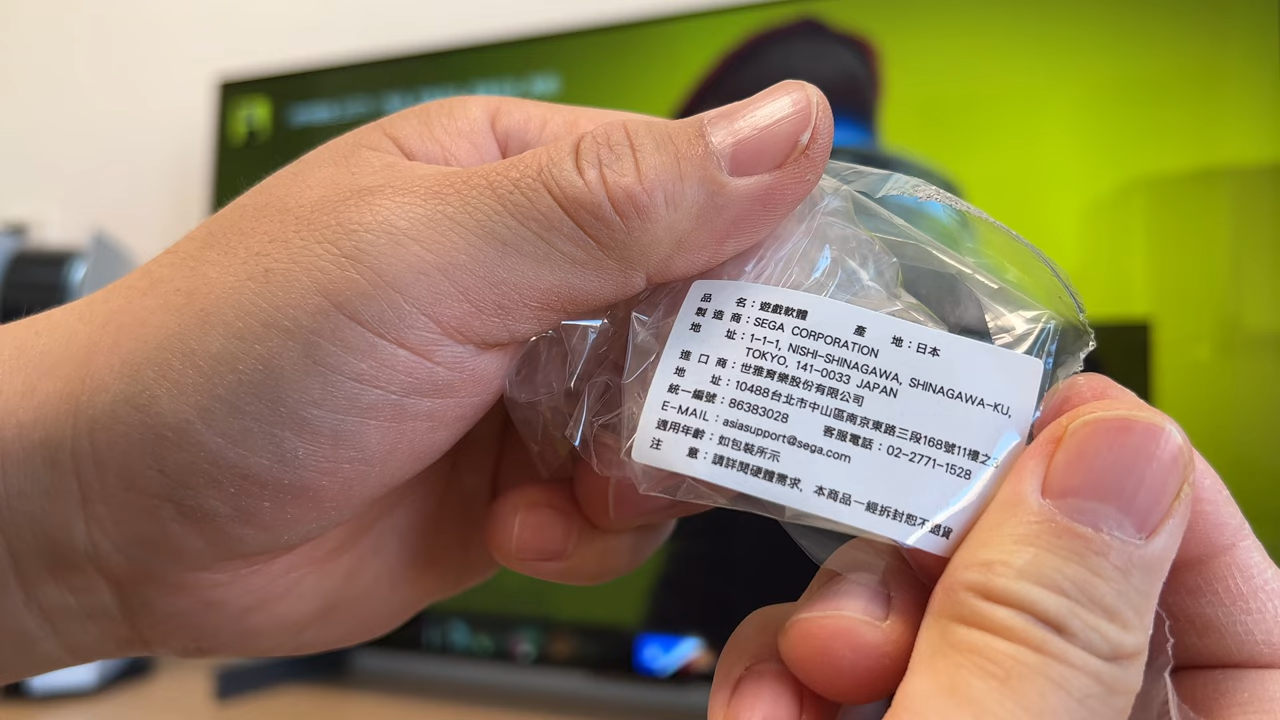 品 名：遊戲軟體 產 地：日本
製 造 商：SEGA CORPORATION
地 址：1-1-1, NISHI-SHINAGAWA, SHINAGAWA-KU,
TOKYO, 141-0033 JAPAN
進 口 商：世雅育樂股份有限公司
地 址：10488台北市中山區南京東路三段168號11樓之3
統一編號：86383028 客服電話：02-2771-1528
E-MAIL：asiasupport@sega.com
適用年齡：如包裝所示
注 意：請詳閱硬體需求，本商品一經拆封恕不退貨